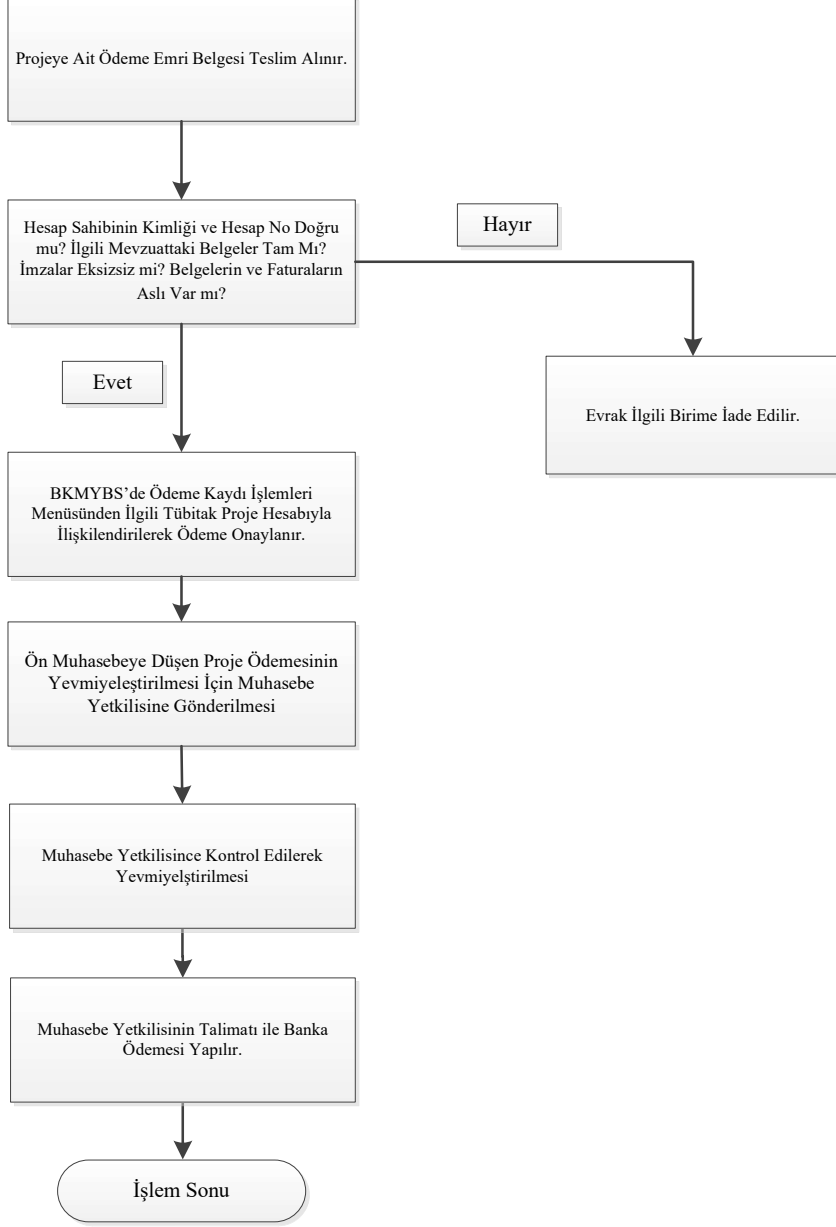 Projeye Ait Ödeme Emri Belgesi Teslim Alınır.
Hesap Sahibinin Kimliği ve Hesap No Doğru
mu? İlgili Mevzuattaki Belgeler Tam Mı?
İmzalar Eksizsiz mi? Belgelerin ve Faturaların
Aslı Var mı?
Hayır
Evet
Evrak İlgili Birime İade Edilir.
BKMYBS’de Ödeme Kaydı İşlemleri
Menüsünden İlgili Tübitak Proje Hesabıyla
İlişkilendirilerek Ödeme Onaylanır.
Ön Muhasebeye Düşen Proje Ödemesinin
Yevmiyeleştirilmesi İçin Muhasebe
Yetkilisine Gönderilmesi
Muhasebe Yetkilisince Kontrol Edilerek
Yevmiyelştirilmesi
Muhasebe Yetkilisinin Talimatı ile Banka
Ödemesi Yapılır.
İşlem Sonu